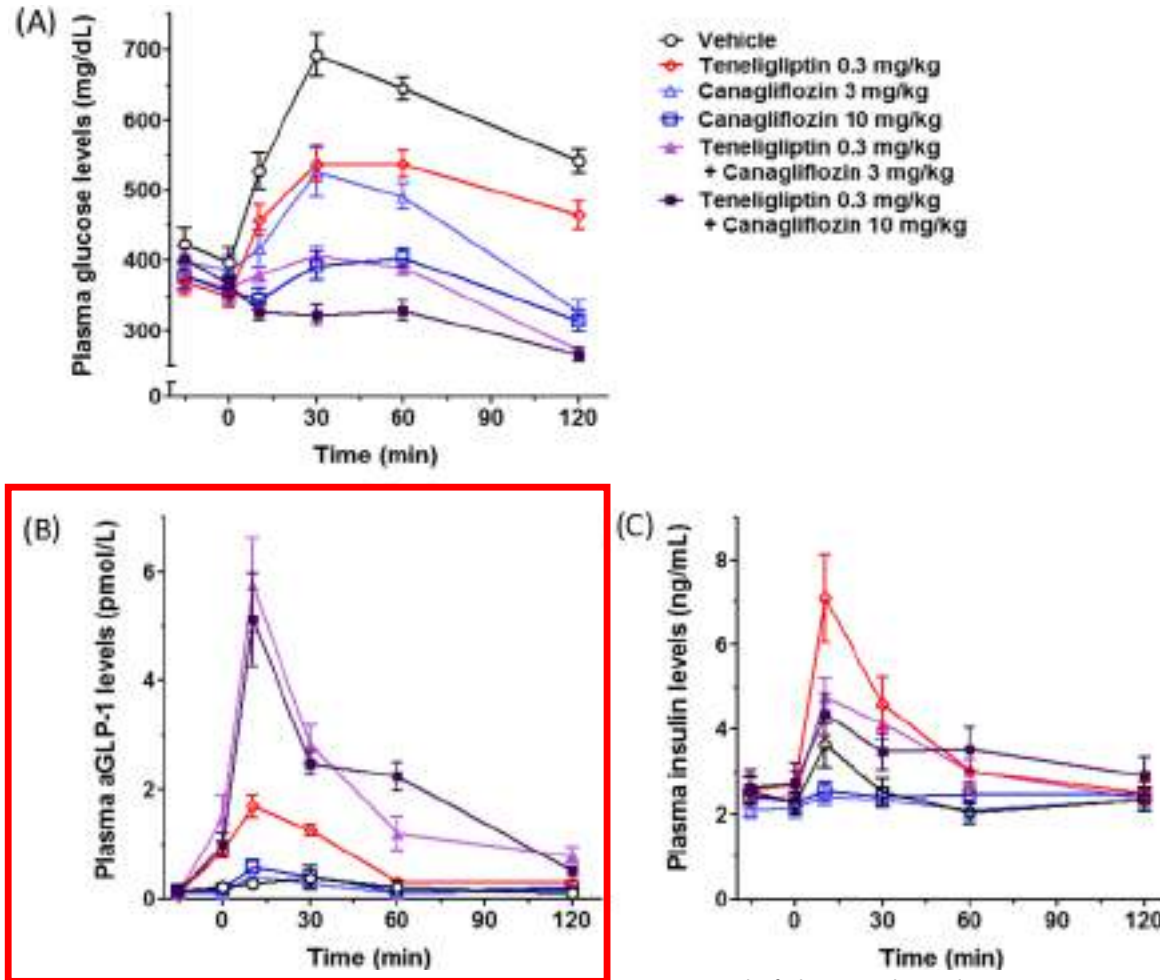 (A)
Plasma glucose levels (mg/dL)
700
600
500
400
300
0
0 30 60 90 120
Time (min)
Vehicle
Teneligliptin 0.3 mg/kg
Canagliflozin 3 mg/kg
Canagliflozin 10 mg/kg
Teneligliptin 0.3 mg/kg
+ Canagliflozin 3 mg/kg
Teneligliptin 0.3 mg/kg
+ Canagliflozin 10 mg/kg
(B)
Plasma aGLP-1 levels (pmol/L)
6
4
2
0
0 30 60 90 120
Time (min)
(C)
Plasma insulin levels (ng/mL)
8
6
4
2
0
0 30 60 90 120
Time (min)